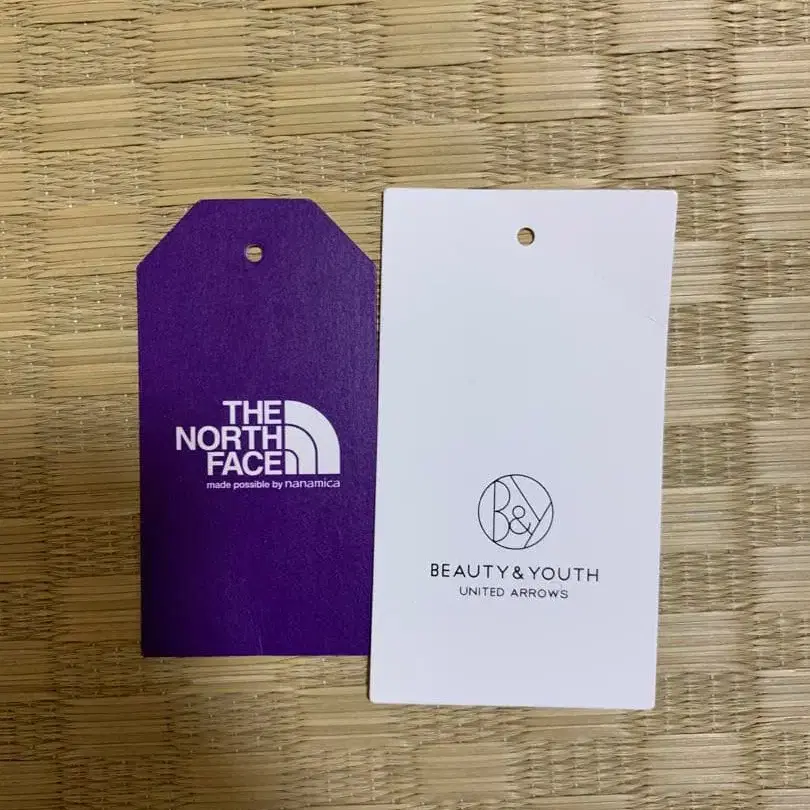 THE
NORTH
FACE
made possible by nanamica
B&Y
BEAUTY&YOUTH
UNITED ARROWS